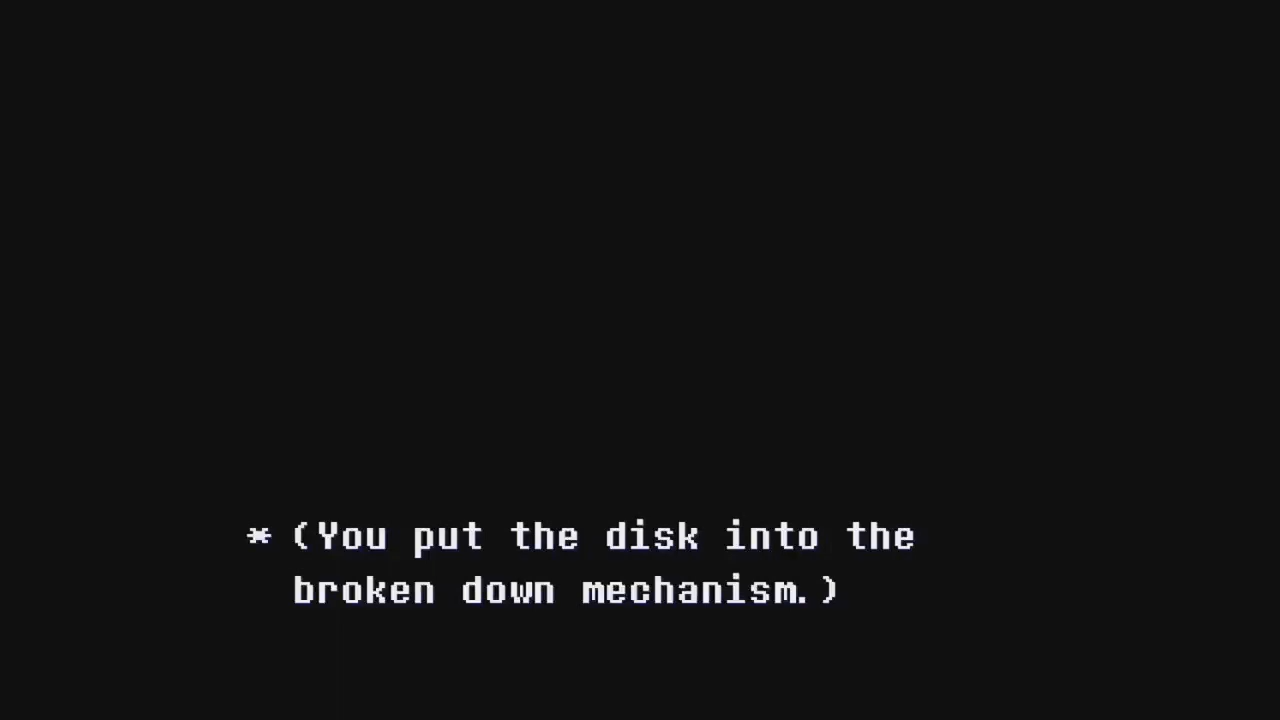 * (You put the disk into the
broken down mechanism.)